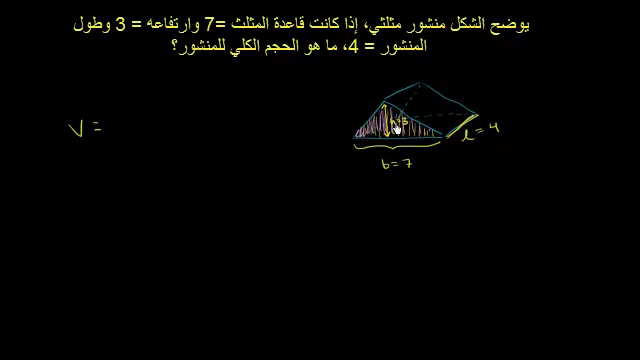 يوضح الشكل منشور مثلثي، إذا كانت قاعدة المثلث =7 وارتفاعه = 3 وطول
المنشور = 4، ما هو الحجم الكلي للمنشور؟
V =
h=3
l = 4
b = 7